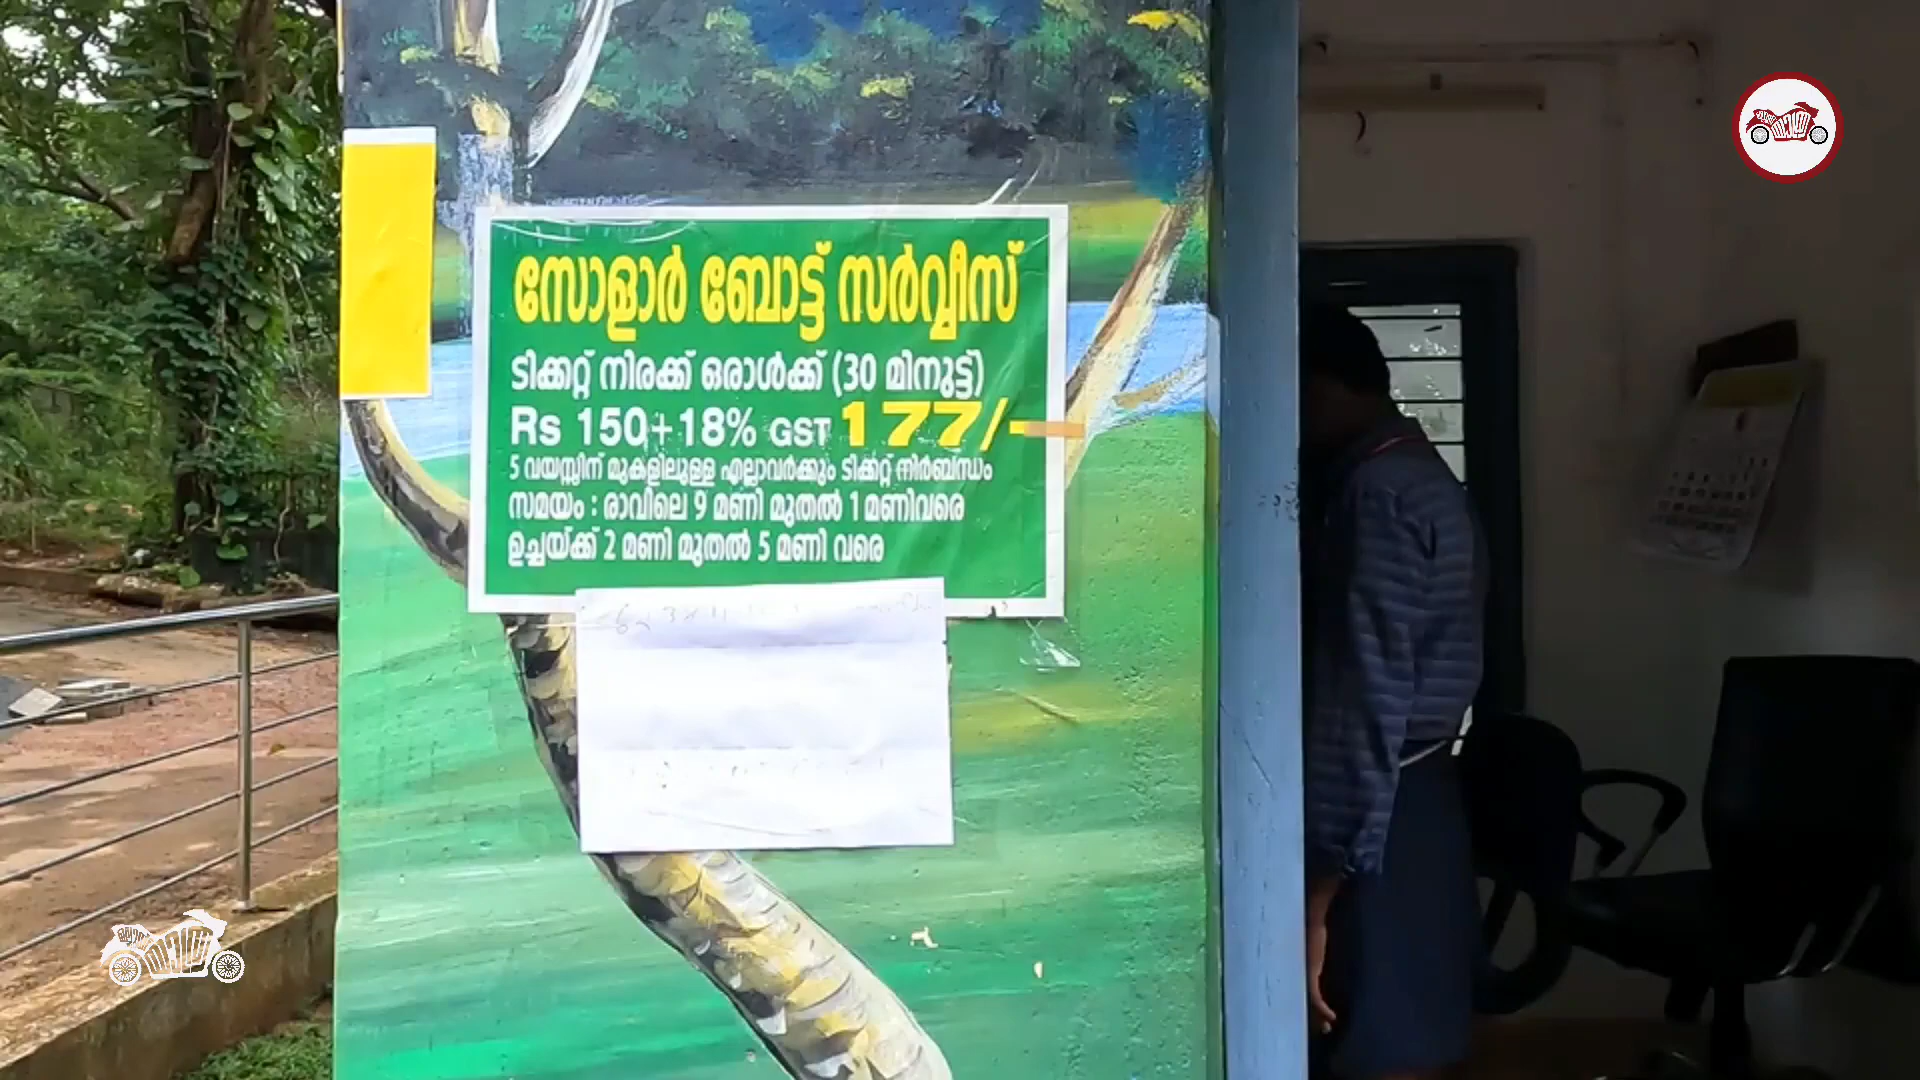 സോളാർ ബോട്ട് സർവ്വീസ്
ടിക്കറ്റ് നിരക്ക് ഒരാൾക്ക് (30 മിനുട്ട്)
Rs 150+18% GST 177/-
5 വയസ്സിന് മുകളിലുള്ള എല്ലാവർക്കും ടിക്കറ്റ് നിർബന്ധം
സമയം : രാവിലെ 9 മണി മുതൽ 1 മണിവരെ
ഉച്ചയ്ക്ക് 2 മണി മുതൽ 5 മണി വരെ